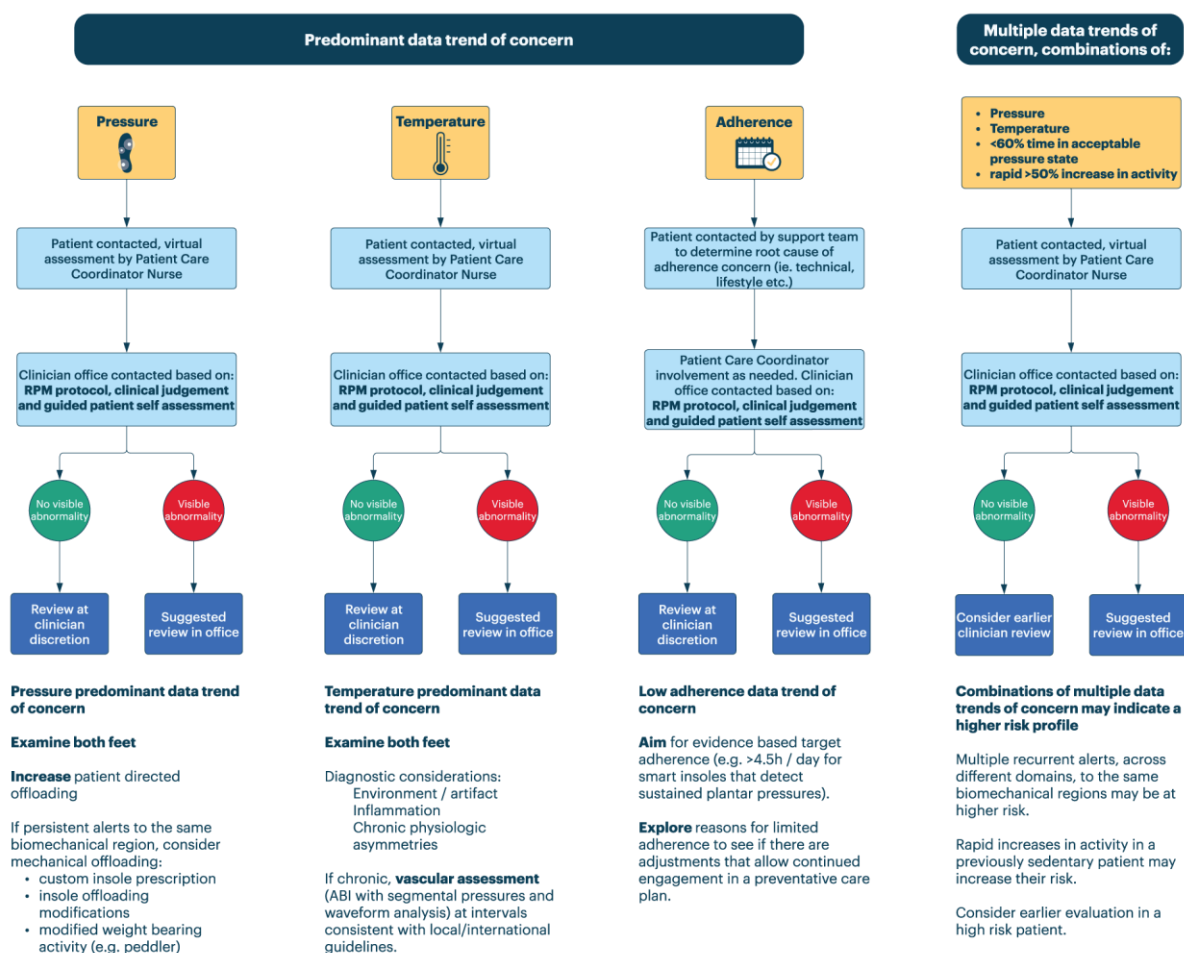 Predominant data trend of concern
Multiple data trends of
concern, combinations of:
Pressure
Temperature
Adherence
• Pressure
• Temperature
• <60% time in acceptable
pressure state
• rapid >50% increase in activity
Patient contacted, virtual
assessment by Patient Care
Coordinator Nurse
Patient contacted, virtual
assessment by Patient Care
Coordinator Nurse
Patient contacted by support team
to determine root cause of
adherence concern (ie. technical,
lifestyle etc.)
Patient contacted, virtual
assessment by Patient Care
Coordinator Nurse
Clinician office contacted based on:
RPM protocol, clinical judgement
and guided patient self assessment
Clinician office contacted based on:
RPM protocol, clinical judgement
and guided patient self assessment
Patient Care Coordinator
involvement as needed. Clinician
office contacted based on:
RPM protocol, clinical judgement
and guided patient self assessment
Clinician office contacted based on:
RPM protocol, clinical judgement
and guided patient self assessment
No visible
abnormality
Visible
abnormality
No visible
abnormality
Visible
abnormality
No visible
abnormality
Visible
abnormality
No visible
abnormality
Visible
abnormality
Review at
clinician
discretion
Suggested
review in office
Review at
clinician
discretion
Suggested
review in office
Review at
clinician
discretion
Suggested
review in office
Consider earlier
clinician review
Suggested
review in office
Pressure predominant data trend
of concern
Examine both feet
Increase patient directed
offloading
If persistent alerts to the same
biomechanical region, consider
mechanical offloading:
• custom insole prescription
• insole offloading
modifications
• modified weight bearing
activity (e.g. peddler)
Temperature predominant data
trend of concern
Examine both feet
Diagnostic considerations:
Environment / artifact
Inflammation
Chronic physiologic
asymmetries
If chronic, vascular assessment
(ABI with segmental pressures and
waveform analysis) at intervals
consistent with local/international
guidelines.
Low adherence data trend of
concern
Aim for evidence based target
adherence (e.g. >4.5h / day for
smart insoles that detect
sustained plantar pressures).
Explore reasons for limited
adherence to see if there are
adjustments that allow continued
engagement in a preventative care
plan.
Combinations of multiple data
trends of concern may indicate a
higher risk profile
Multiple recurrent alerts, across
different domains, to the same
biomechanical regions may be at
higher risk.
Rapid increases in activity in a
previously sedentary patient may
increase their risk.
Consider earlier evaluation in a
high risk patient.